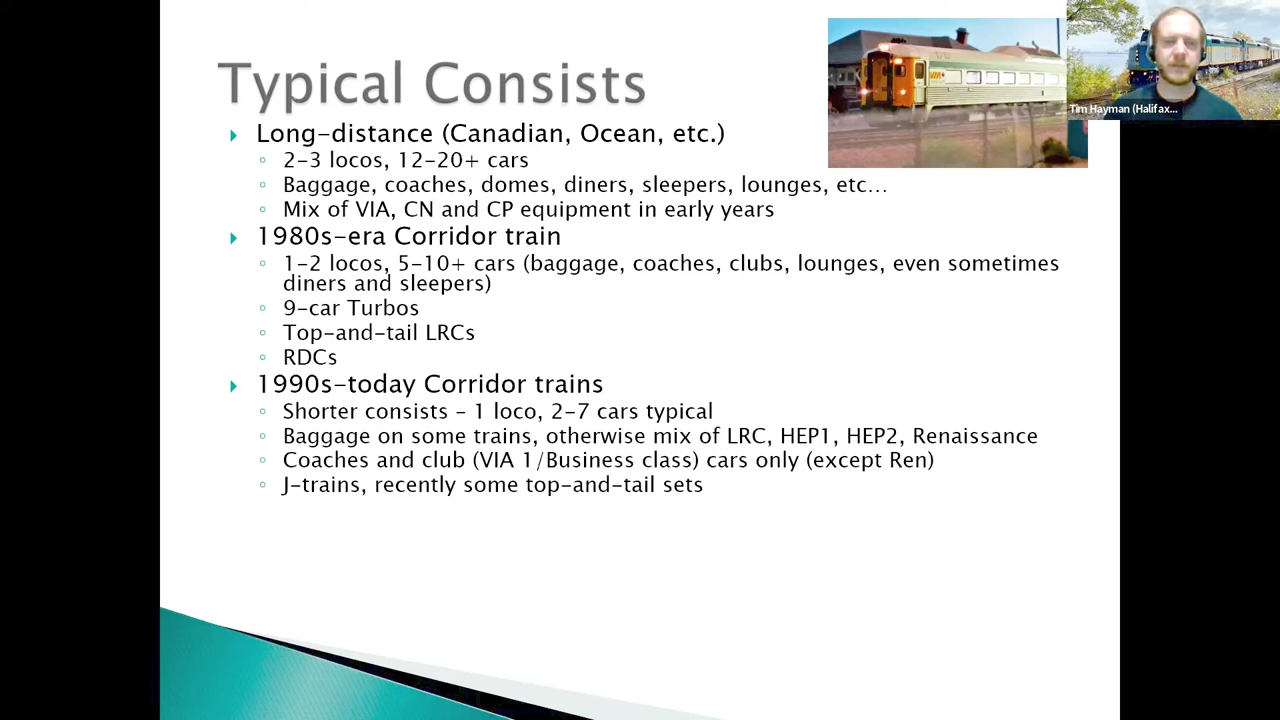 Typical Consists
Long-distance (Canadian, Ocean, etc.)
2-3 locos, 12-20+ cars
Baggage, coaches, domes, diners, sleepers, lounges, etc...
Mix of VIA, CN and CP equipment in early years
1980s-era Corridor train
1-2 locos, 5-10+ cars (baggage, coaches, clubs, lounges, even sometimes
diners and sleepers)
9-car Turbos
Top-and-tail LRCs
RDCs
1990s-today Corridor trains
Shorter consists – 1 loco, 2-7 cars typical
Baggage on some trains, otherwise mix of LRC, HEP1, HEP2, Renaissance
Coaches and club (VIA 1/Business class) cars only (except Ren)
J-trains, recently some top-and-tail sets
Tim Hayman (Halifax...